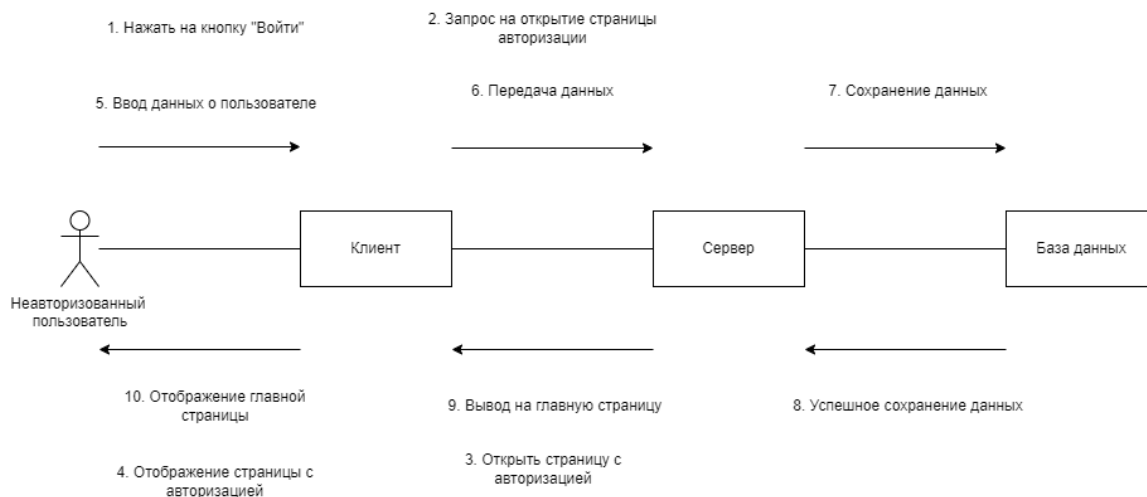 1. Нажать на кнопку "Войти"
2. Запрос на открытие страницы
авторизации
5. Ввод данных о пользователе
6. Передача данных
7. Сохранение данных
Неавторизованный
пользователь
Клиент
Сервер
База данных
10. Отображение главной
страницы
9. Вывод на главную страницу
8. Успешное сохранение данных
4. Отображение страницы с
авторизацией
3. Открыть страницу с
авторизацией